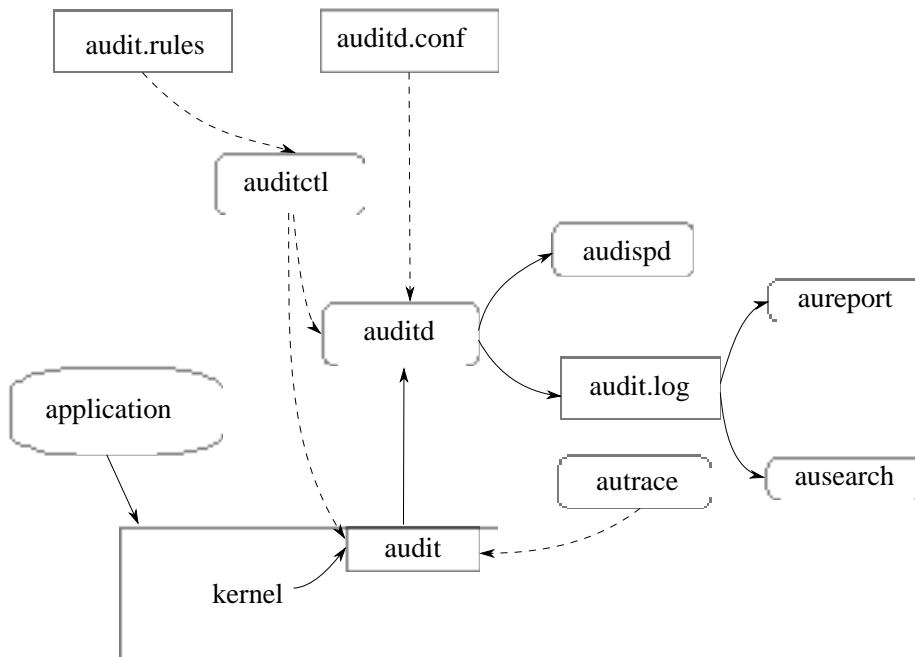 audit.rules
auditd.conf
auditctl
audispd
aureport
auditd
audit.log
application
autrace
ausearch
audit
kernel